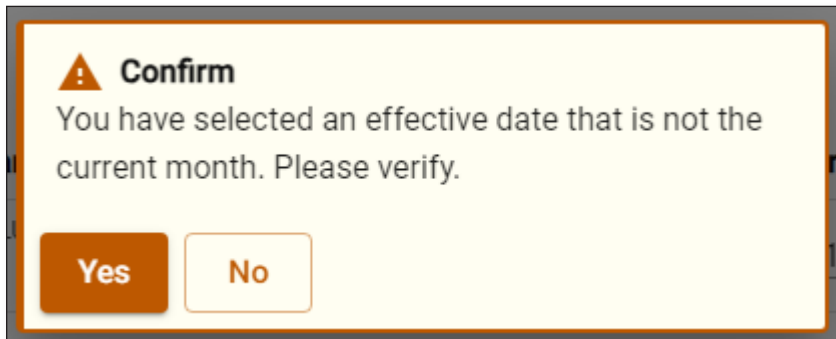 Confirm
You have selected an effective date that is not the
current month. Please verify.
Yes
No